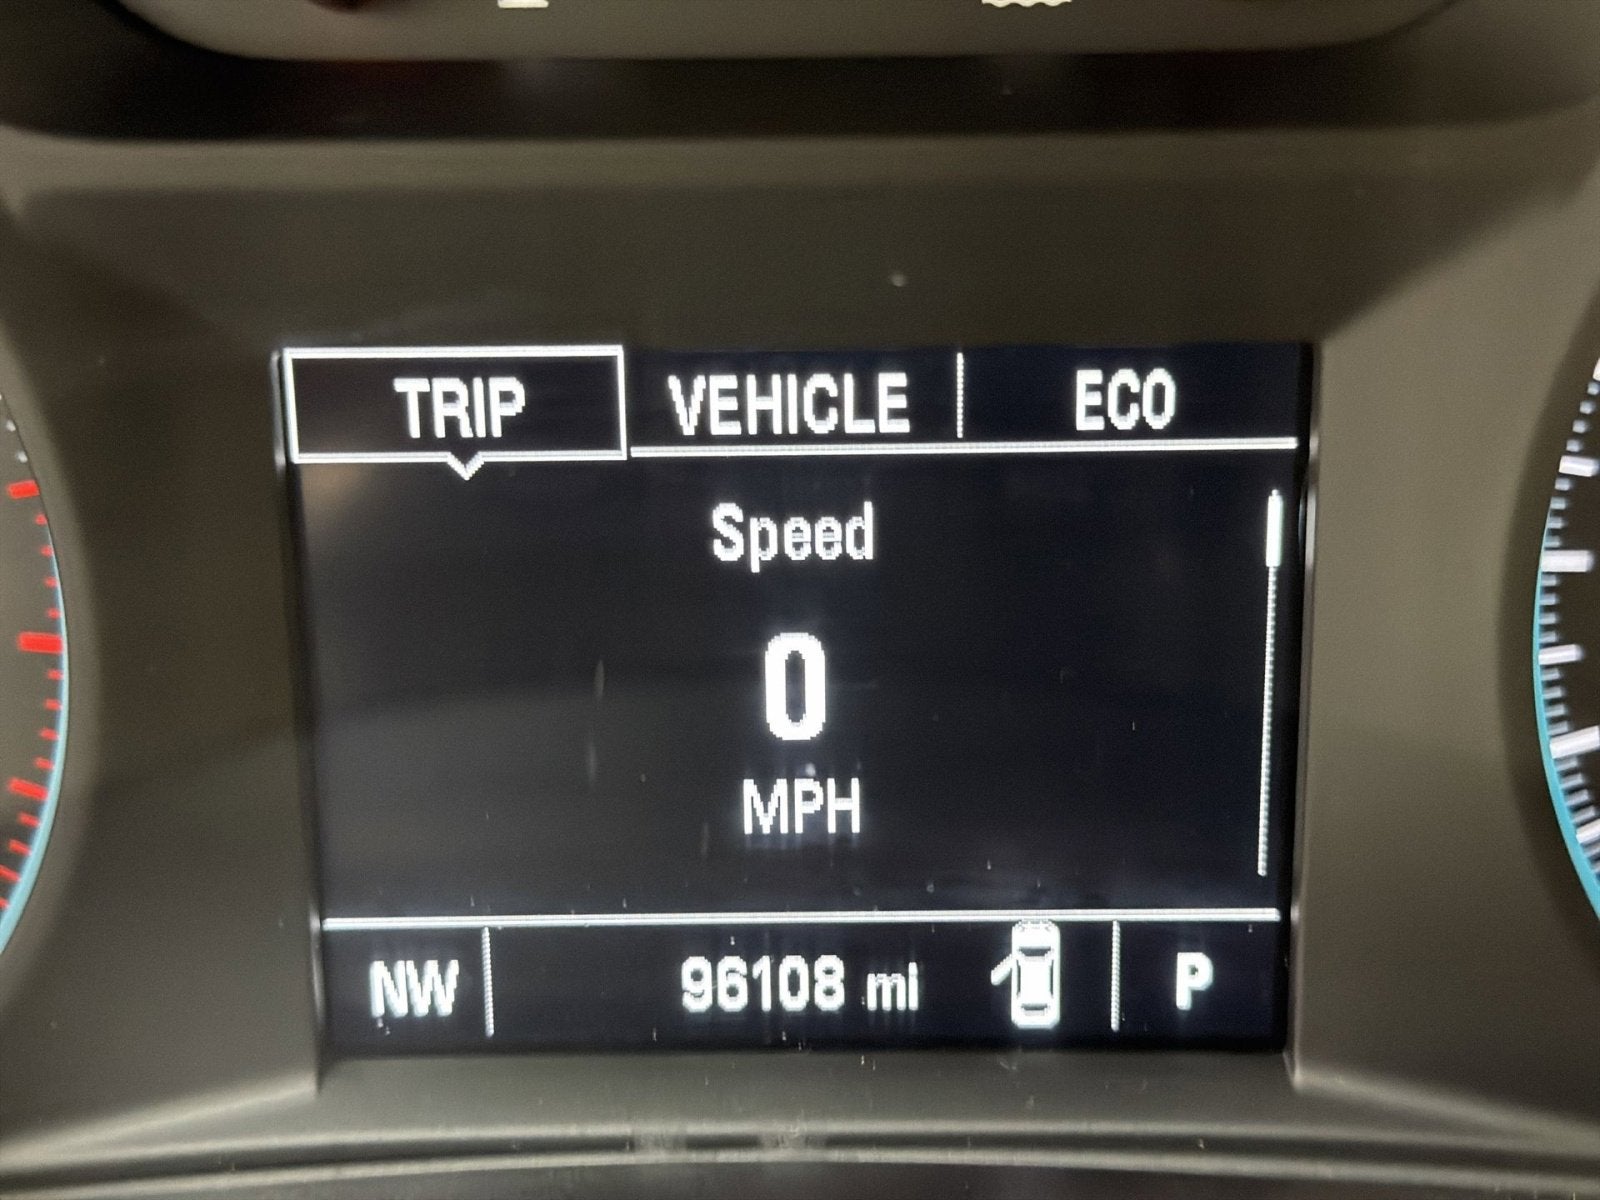 TRIP VEHICLE ECO
Speed
0
MPH
NW 96108 mi P